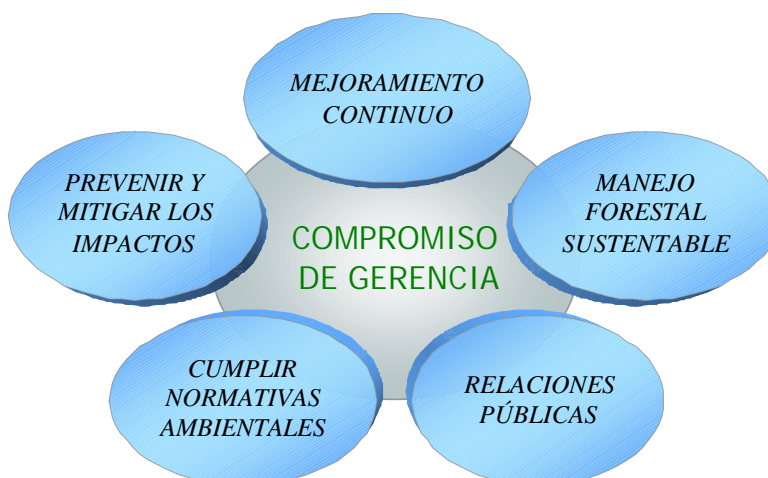 MEJORAMIENTO
CONTINUO
PREVENIR Y
MITIGAR LOS
IMPACTOS
MANEJO
FORESTAL
SUSTENTABLE
COMPROMISO
DE GERENCIA
CUMPLIR
NORMATIVAS
AMBIENTALES
RELACIONES
PÚBLICAS